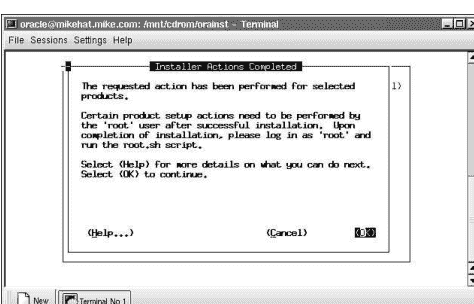 oracle@mikehat.mike.com: /mnt/cdrom/orainst - Terminal
File Sessions Settings Help
Installer Actions Completed
The requested action has been performed for selected
products.
1)
Certain product setup actions need to be performed by
the 'root' user after successful installation. Upon
completion of installation, please log in as 'root' and
run the root.sh script.
Select (Help) for more details on what you can do next.
Select (OK) to continue.
(Help...) (Cancel) (OK)
New Terminal No 1